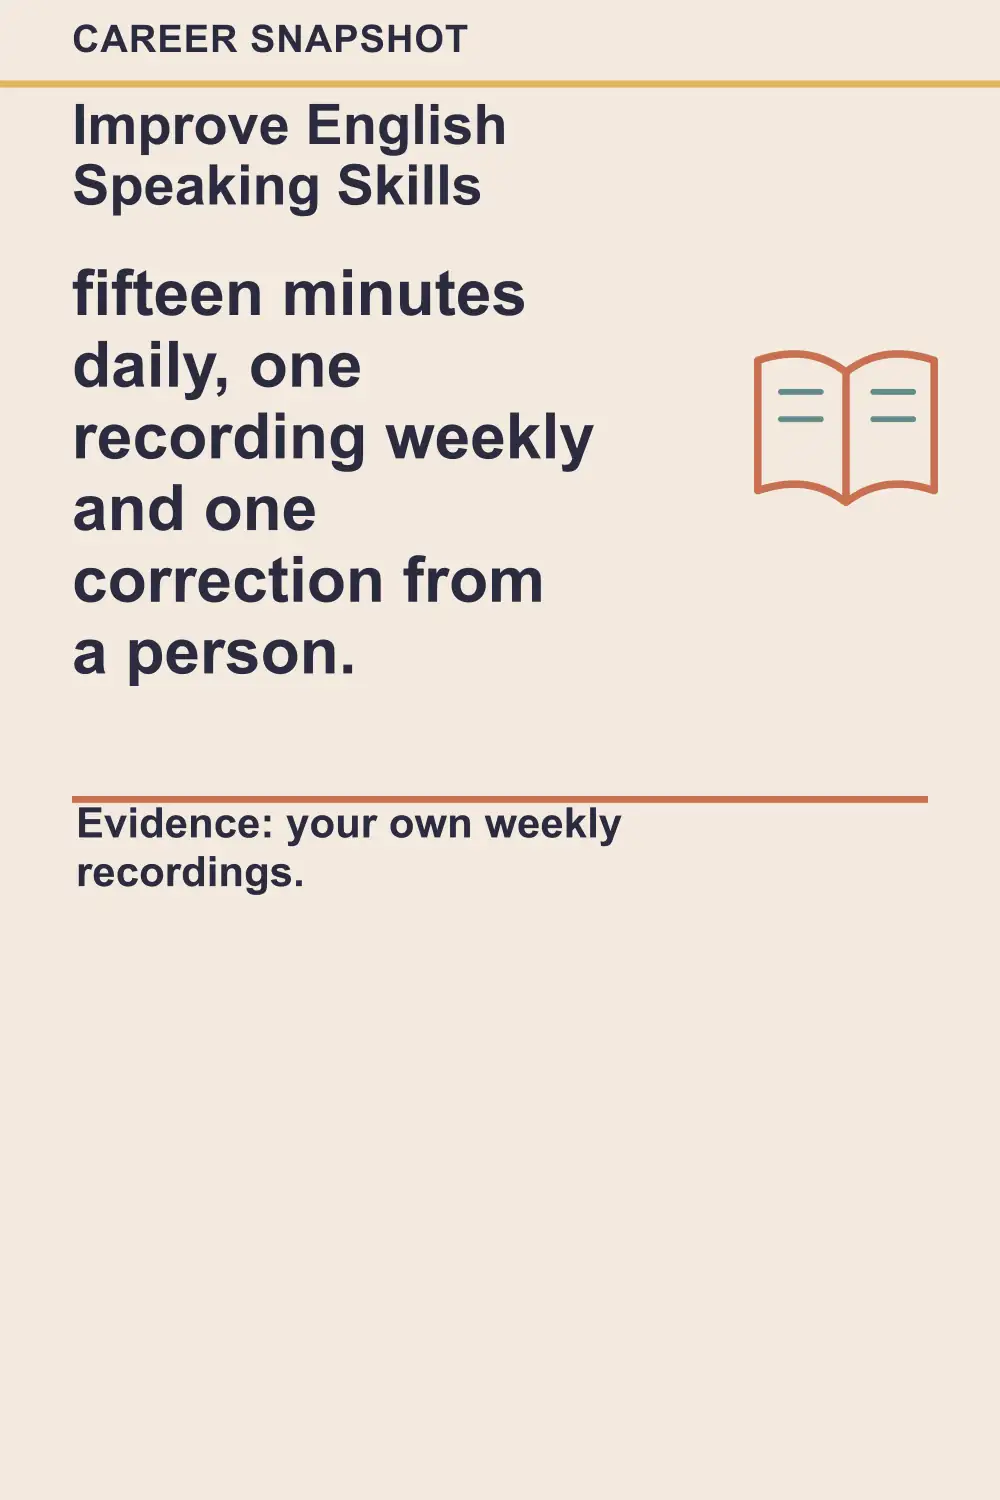 CAREER SNAPSHOT
Improve English
Speaking Skills
fifteen minutes
daily, one
recording weekly
and one
correction from
a person.
Evidence: your own weekly
recordings.